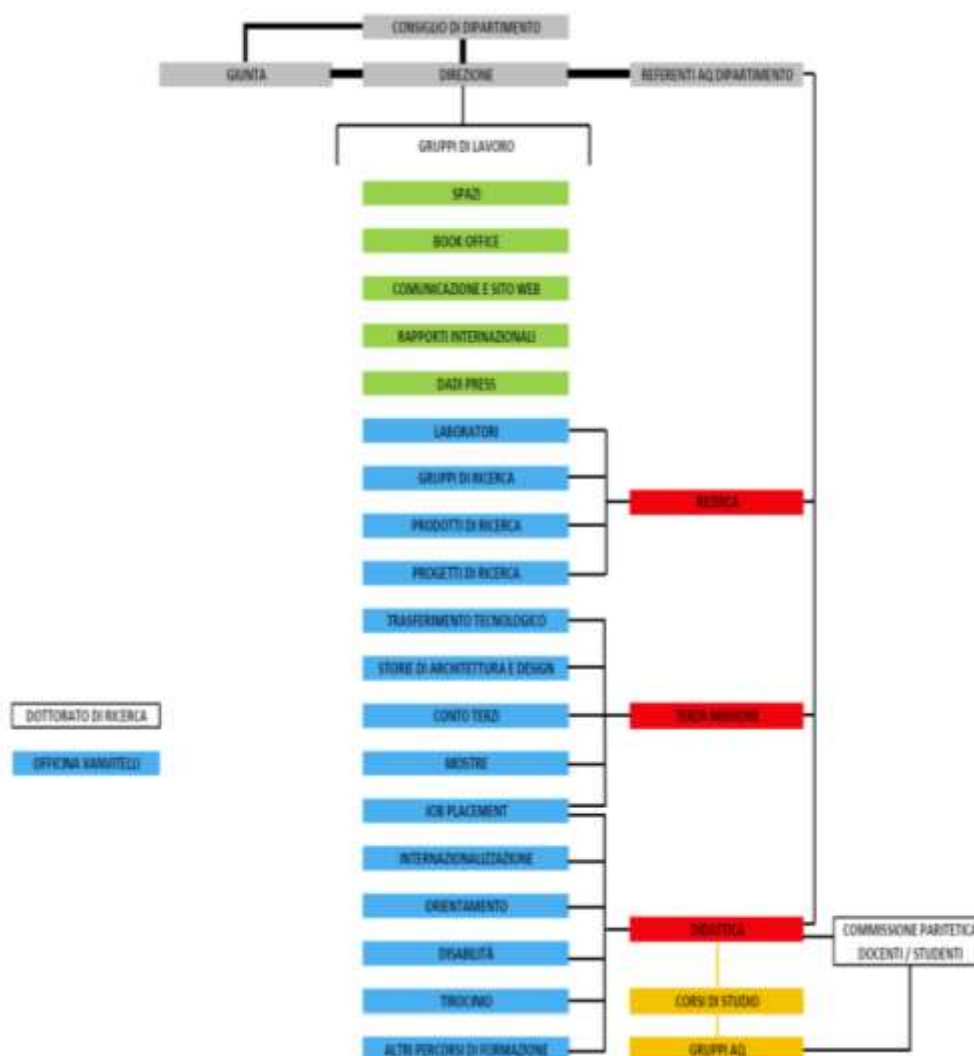 CONSIGLIO DI DIPARTIMENTO
GIUNTA
DIREZIONE
REFERENTI AQ DIPARTIMENTO
GRUPPI DI LAVORO
SPAZI
BOOK OFFICE
COMUNICAZIONE E SITO WEB
RAPPORTI INTERNAZIONALI
DADI PRESS
LABORATORI
GRUPPI DI RICERCA
RICERCA
PRODOTTI DI RICERCA
PROGETTI DI RICERCA
TRASFERIMENTO TECNOLOGICO
STORIE DI ARCHITETTURA E DESIGN
DOTTORATO DI RICERCA
CONTO TERZI
TERZA MISSIONE
OFFICINA VANVITELLI
MOSTRE
JOB PLACEMENT
INTERNAZIONALIZZAZIONE
ORIENTAMENTO
DIDATTICA
COMMISSIONE PARITETICA
DOCENTI / STUDENTI
DISABILITÀ
TIROCINIO
CORSI DI STUDIO
ALTRI PERCORSI DI FORMAZIONE
GRUPPI AQ